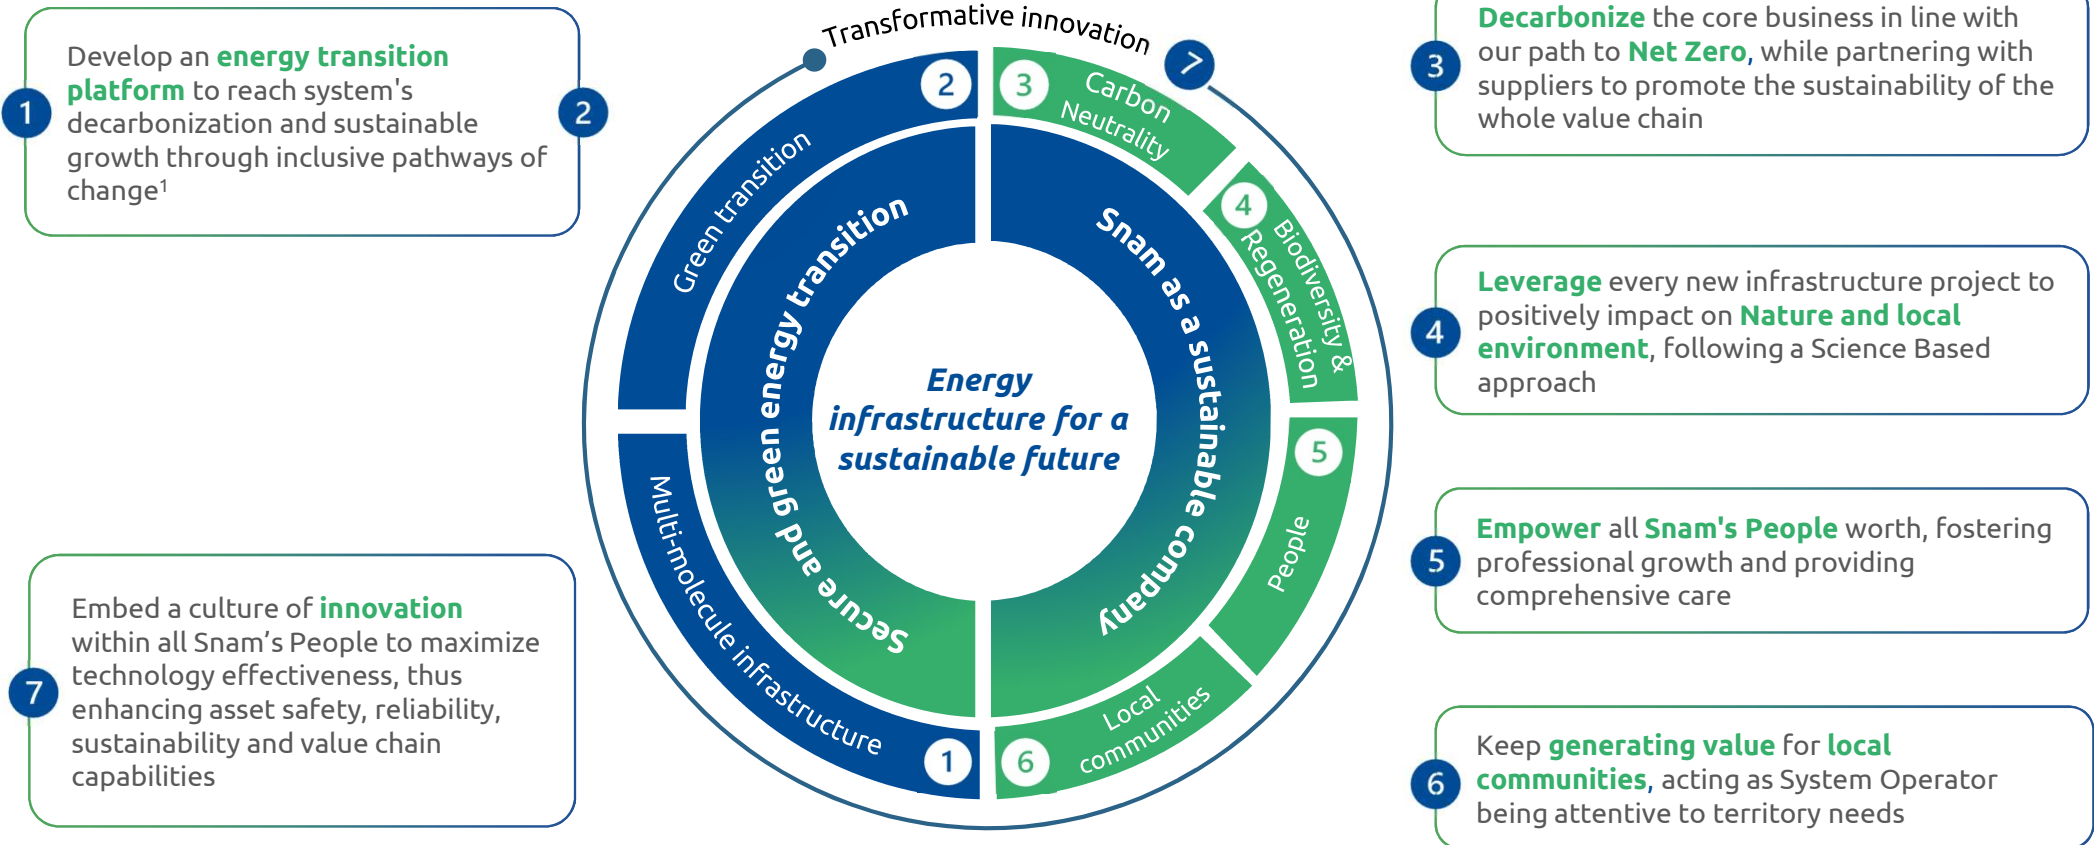 1
Develop an energy transition
platform to reach system's
decarbonization and sustainable
growth through inclusive pathways of
change¹
2
7
Embed a culture of innovation
within all Snam’s People to maximize
technology effectiveness, thus
enhancing asset safety, reliability,
sustainability and value chain
capabilities
Transformative innovation
7
2
Green transition
Multi-molecule infrastructure
1
Secure and green energy transition
Energy
infrastructure for a
sustainable future
Snam as a sustainable company
3
Carbon
Neutrality
4
Biodiversity &
Regeneration
5
People
6
Local
communities
3
Decarbonize the core business in line with
our path to Net Zero, while partnering with
suppliers to promote the sustainability of the
whole value chain
4
Leverage every new infrastructure project to
positively impact on Nature and local
environment, following a Science Based
approach
5
Empower all Snam's People worth, fostering
professional growth and providing
comprehensive care
6
Keep generating value for local
communities, acting as System Operator
being attentive to territory needs